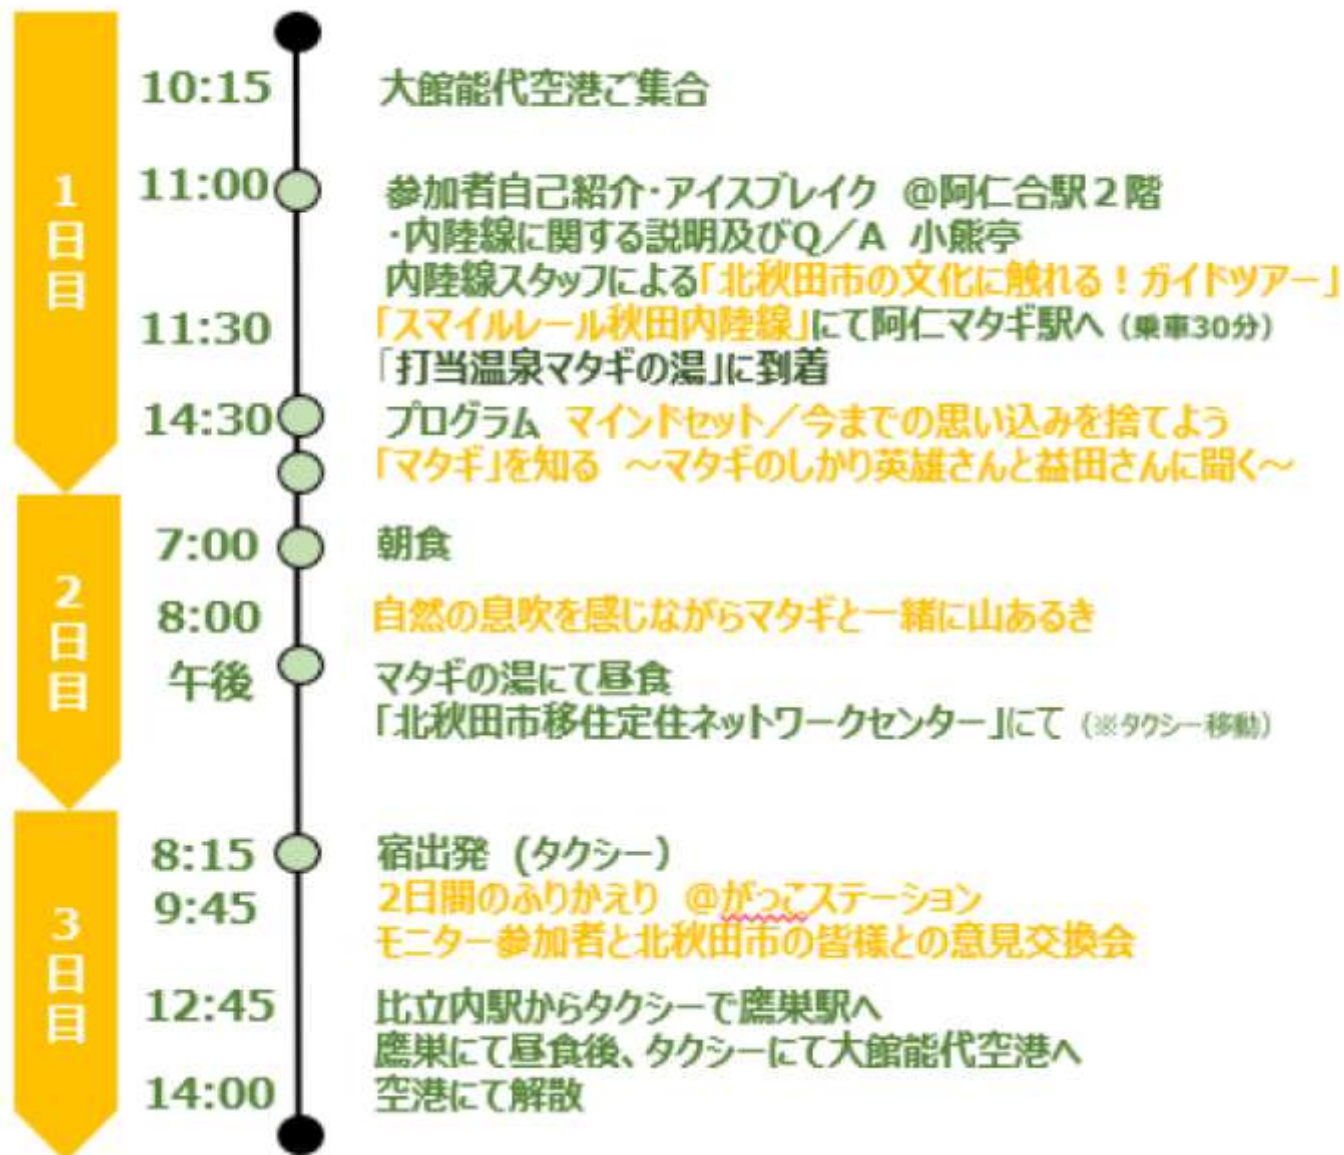 1日目
10:15 大館能代空港ご集合
11:00 参加者自己紹介・アイスブレイク @阿仁合駅2階
・内陸線に関する説明及びQ／A 小熊亭
内陸線スタッフによる「北秋田市の文化に触れる！ガイドツアー」
11:30 「スマイルレール秋田内陸線」にて阿仁マタギ駅へ（乗車30分）
「打当温泉マタギの湯」に到着
14:30 プログラム マインドセット／今までの思い込みを捨てよう
「マタギ」を知る ～マタギのしかり英雄さんと益田さんに聞く～
2日目
7:00 朝食
8:00 自然の息吹を感じながらマタギと一緒に山あるき
午後 マタギの湯にて昼食
「北秋田市移住定住ネットワークセンター」にて（※タクシー移動）
3日目
8:15 宿出発 (タクシー）
9:45 2日間のふりかえり @がっこステーション
モニター参加者と北秋田市の皆様との意見交換会
12:45 比立内駅からタクシーで鷹巣駅へ
鷹巣にて昼食後、タクシーにて大館能代空港へ
14:00 空港にて解散